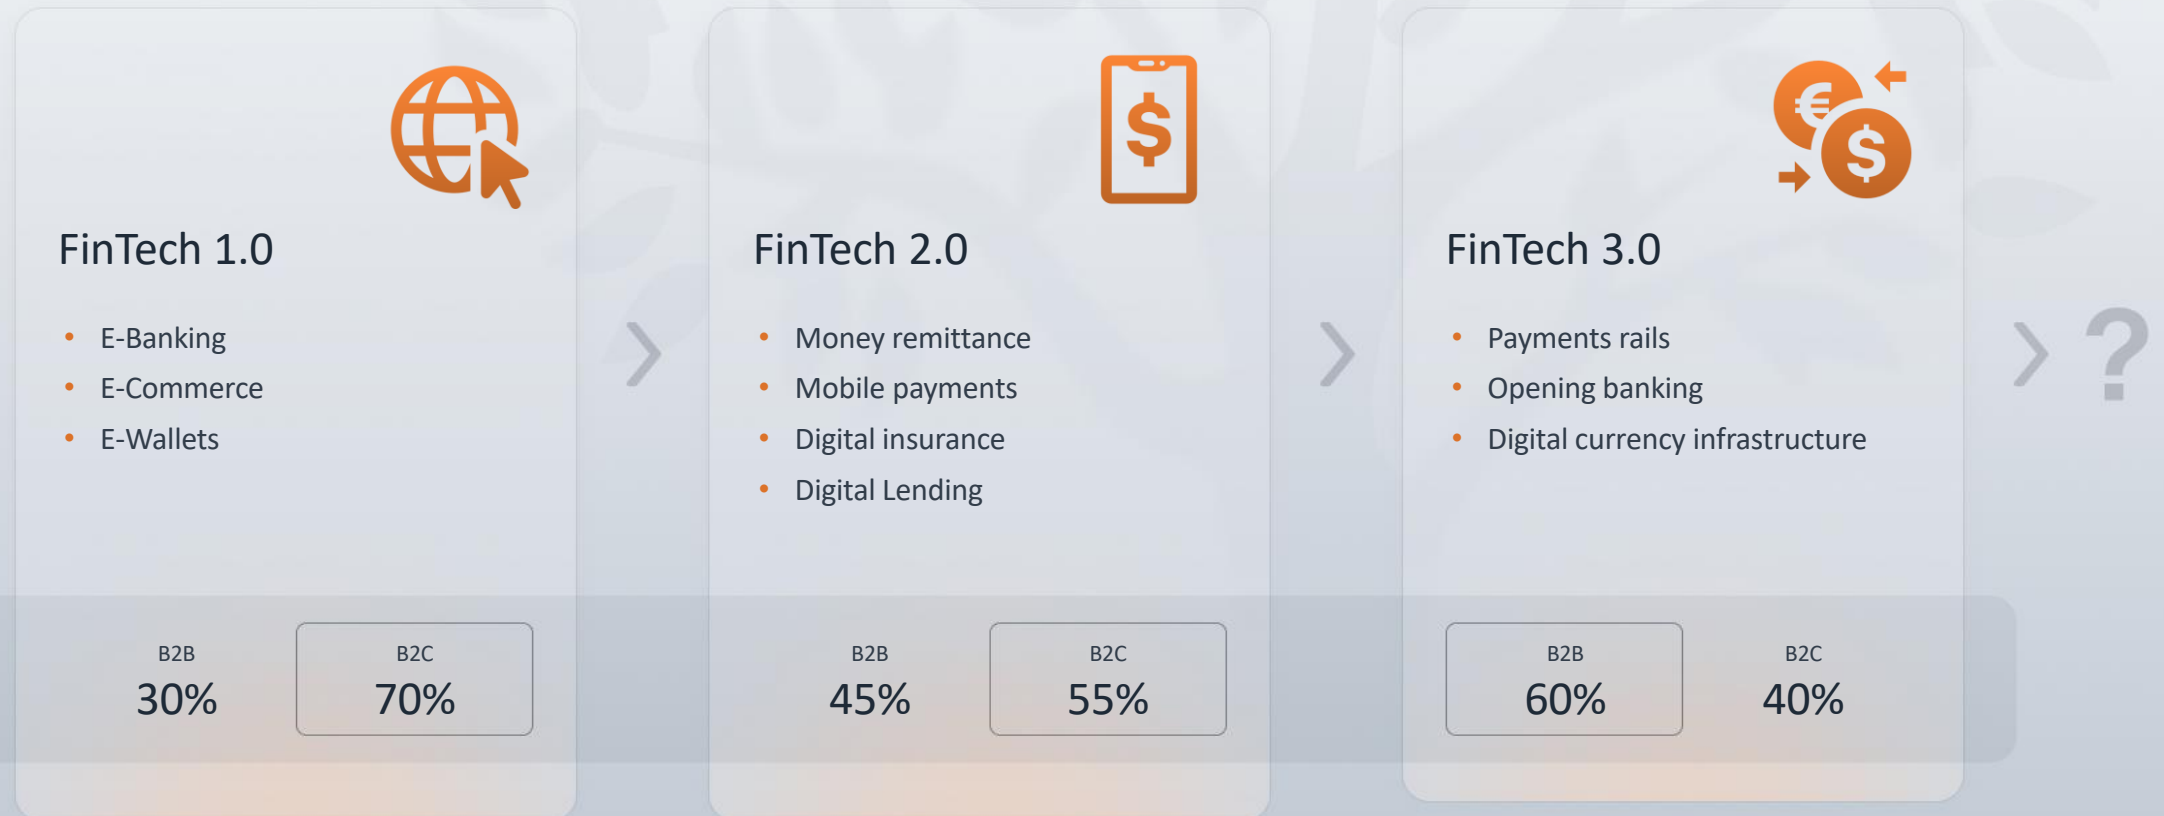 FinTech 1.0
• E-Banking
• E-Commerce
• E-Wallets
B2B
30%
B2C
70%
FinTech 2.0
• Money remittance
• Mobile payments
• Digital insurance
• Digital Lending
B2B
45%
B2C
55%
FinTech 3.0
• Payments rails
• Opening banking
• Digital currency infrastructure
B2B
60%
B2C
40%
?